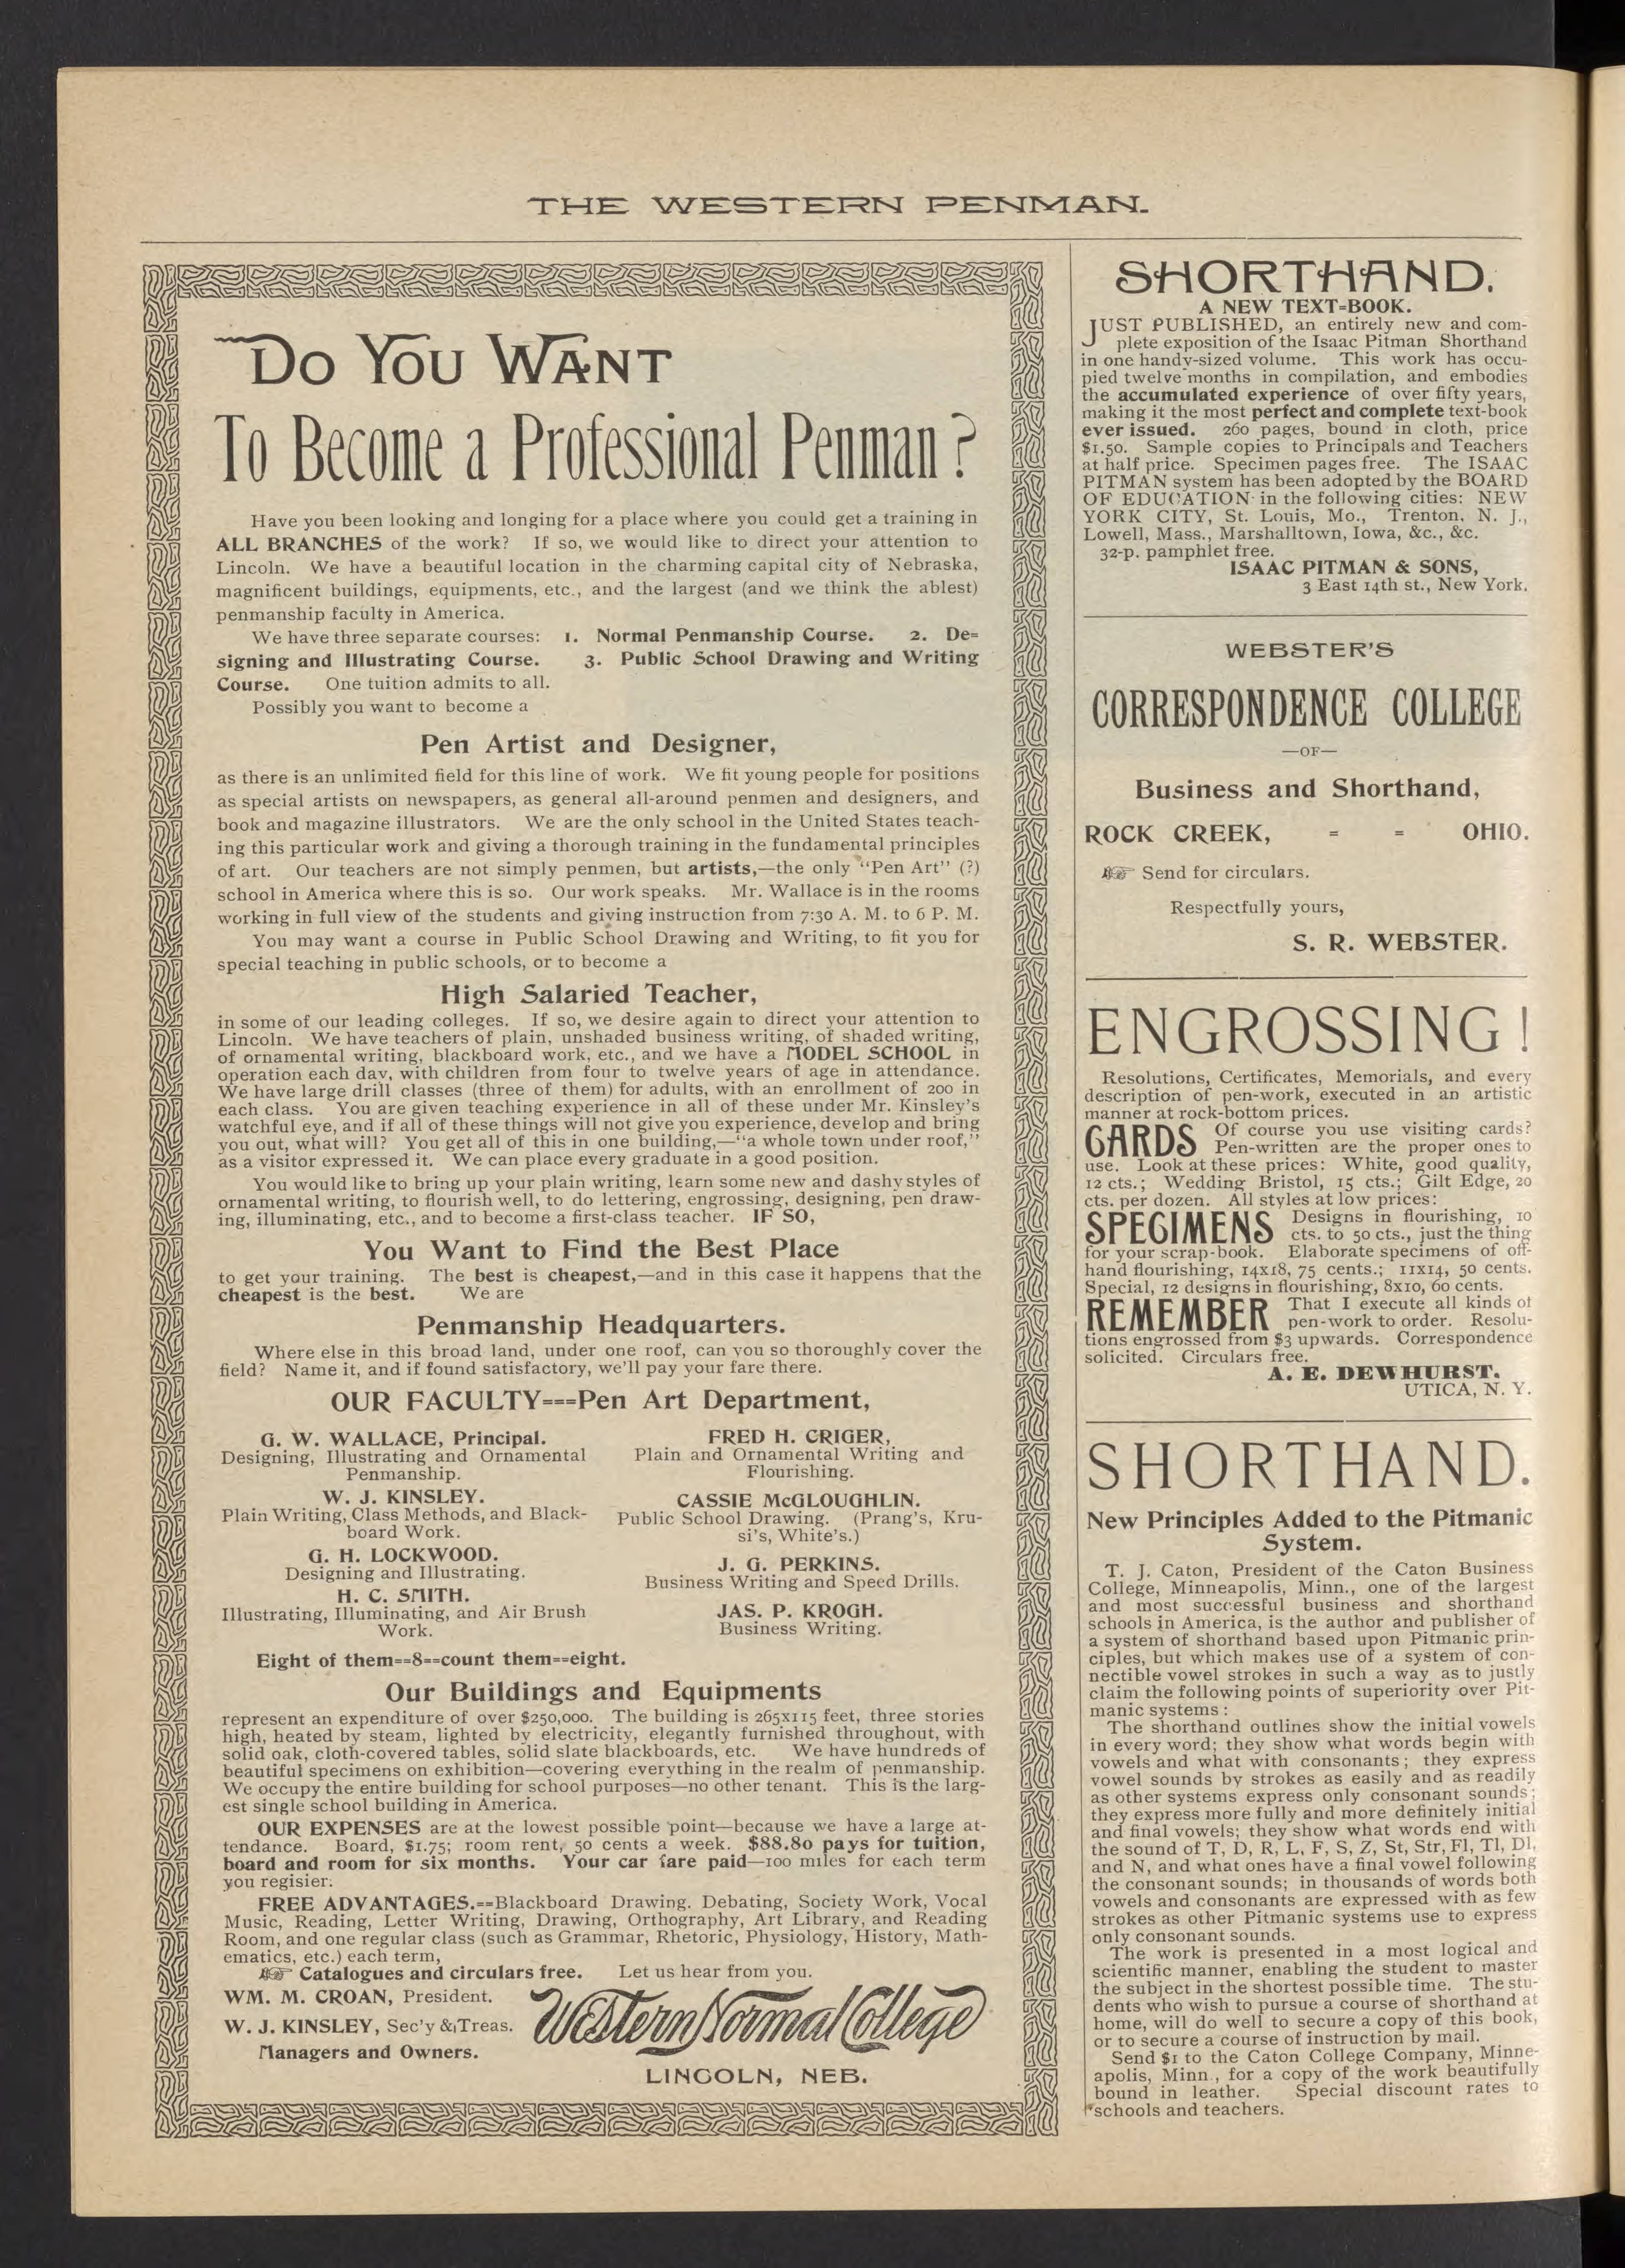 THE WESTERN PENMAN.
Do You Want
To Become a Professional Penman?
Have you been looking and longing for a place where you could get a training in
ALL BRANCHES of the work? If so, we would like to direct your attention to
Lincoln. We have a beautiful location in the charming capital city of Nebraska,
magnificent buildings, equipments, etc., and the largest (and we think the ablest)
penmanship faculty in America.
We have three separate courses: 1. Normal Penmanship Course. 2. De=
signing and Illustrating Course. 3. Public School Drawing and Writing
Course. One tuition admits to all.
Possibly you want to become a
Pen Artist and Designer,
as there is an unlimited field for this line of work. We fit young people for positions
as special artists on newspapers, as general all-around penmen and designers, and
book and magazine illustrators. We are the only school in the United States teach-
ing this particular work and giving a thorough training in the fundamental principles
of art. Our teachers are not simply penmen, but artists,—the only "Pen Art" (?)
school in America where this is so. Our work speaks. Mr. Wallace is in the rooms
working in full view of the students and giving instruction from 7:30 A. M. to 6 P. M.
You may want a course in Public School Drawing and Writing, to fit you for
special teaching in public schools, or to become a
High Salaried Teacher,
in some of our leading colleges. If so, we desire again to direct your attention to
Lincoln. We have teachers of plain, unshaded business writing, of shaded writing,
of ornamental writing, blackboard work, etc., and we have a MODEL SCHOOL in
operation each day, with children from four to twelve years of age in attendance.
We have large drill classes (three of them) for adults, with an enrollment of 200 in
each class. You are given teaching experience in all of these under Mr. Kinsley's
watchful eye, and if all of these things will not give you experience, develop and bring
you out, what will? You get all of this in one building,—"a whole town under roof,"
as a visitor expressed it. We can place every graduate in a good position.
You would like to bring up your plain writing, learn some new and dashy styles of
ornamental writing, to flourish well, to do lettering, engrossing, designing, pen draw-
ing, illuminating, etc., and to become a first-class teacher. IF SO,
You Want to Find the Best Place
to get your training. The best is cheapest,—and in this case it happens that the
cheapest is the best. We are
Penmanship Headquarters.
Where else in this broad land, under one roof, can you so thoroughly cover the
field? Name it, and if found satisfactory, we'll pay your fare there.
OUR FACULTY===Pen Art Department,
G. W. WALLACE, Principal.
Designing, Illustrating and Ornamental
Penmanship.
W. J. KINSLEY.
Plain Writing, Class Methods, and Black-
board Work.
G. H. LOCKWOOD.
Designing and Illustrating.
H. C. SMITH.
Illustrating, Illuminating, and Air Brush
Work.
FRED H. CRIGER,
Plain and Ornamental Writing and
Flourishing.
CASSIE McGLOUGHLIN.
Public School Drawing. (Prang's, Kru-
si's, White's.)
J. G. PERKINS.
Business Writing and Speed Drills.
JAS. P. KROGH.
Business Writing.
Eight of them==8==count them==eight.
Our Buildings and Equipments
represent an expenditure of over $250,000. The building is 265x115 feet, three stories
high, heated by steam, lighted by electricity, elegantly furnished throughout, with
solid oak, cloth-covered tables, solid slate blackboards, etc. We have hundreds of
beautiful specimens on exhibition—covering everything in the realm of penmanship.
We occupy the entire building for school purposes—no other tenant. This is the larg-
est single school building in America.
OUR EXPENSES are at the lowest possible point—because we have a large at-
tendance. Board, $1.75; room rent, 50 cents a week. $88.80 pays for tuition,
board and room for six months. Your car fare paid—100 miles for each term
you regisier.
FREE ADVANTAGES.==Blackboard Drawing. Debating, Society Work, Vocal
Music, Reading, Letter Writing, Drawing, Orthography, Art Library, and Reading
Room, and one regular class (such as Grammar, Rhetoric, Physiology, History, Math-
ematics, etc.) each term,
☞ Catalogues and circulars free. Let us hear from you.
WM. M. CROAN, President.
W. J. KINSLEY, Sec'y & Treas.
Managers and Owners.
Western Normal College
LINCOLN, NEB.
SHORTHAND.
A NEW TEXT=BOOK.
JUST PUBLISHED, an entirely new and com-
plete exposition of the Isaac Pitman Shorthand
in one handy-sized volume. This work has occu-
pied twelve months in compilation, and embodies
the accumulated experience of over fifty years,
making it the most perfect and complete text-book
ever issued. 260 pages, bound in cloth, price
$1.50. Sample copies to Principals and Teachers
at half price. Specimen pages free. The ISAAC
PITMAN system has been adopted by the BOARD
OF EDUCATION in the following cities: NEW
YORK CITY, St. Louis, Mo., Trenton, N. J.,
Lowell, Mass., Marshalltown, Iowa, &c., &c.
32-p. pamphlet free.
ISAAC PITMAN & SONS,
3 East 14th st., New York.
WEBSTER'S
CORRESPONDENCE COLLEGE
—OF—
Business and Shorthand,
ROCK CREEK, = = OHIO.
☞ Send for circulars.
Respectfully yours,
S. R. WEBSTER.
ENGROSSING!
Resolutions, Certificates, Memorials, and every
description of pen-work, executed in an artistic
manner at rock-bottom prices.
CARDS Of course you use visiting cards?
Pen-written are the proper ones to
use. Look at these prices: White, good quality,
12 cts.; Wedding Bristol, 15 cts.; Gilt Edge, 20
cts. per dozen. All styles at low prices:
SPECIMENS Designs in flourishing, 10
cts. to 50 cts., just the thing
for your scrap-book. Elaborate specimens of off-
hand flourishing, 14x18, 75 cents.; 11x14, 50 cents.
Special, 12 designs in flourishing, 8x10, 60 cents.
REMEMBER That I execute all kinds of
pen-work to order. Resolu-
tions engrossed from $3 upwards. Correspondence
solicited. Circulars free.
A. E. DEWHURST.
UTICA, N. Y.
SHORTHAND.
New Principles Added to the Pitmanic
System.
T. J. Caton, President of the Caton Business
College, Minneapolis, Minn., one of the largest
and most successful business and shorthand
schools in America, is the author and publisher of
a system of shorthand based upon Pitmanic prin-
ciples, but which makes use of a system of con-
nectible vowel strokes in such a way as to justly
claim the following points of superiority over Pit-
manic systems:
The shorthand outlines show the initial vowels
in every word; they show what words begin with
vowels and what with consonants; they express
vowel sounds by strokes as easily and as readily
as other systems express only consonant sounds;
they express more fully and more definitely initial
and final vowels; they show what words end with
the sound of T, D, R, L, F, S, Z, St, Str, Fl, Tl, Dl,
and N, and what ones have a final vowel following
the consonant sounds; in thousands of words both
vowels and consonants are expressed with as few
strokes as other Pitmanic systems use to express
only consonant sounds.
The work is presented in a most logical and
scientific manner, enabling the student to master
the subject in the shortest possible time. The stu-
dents who wish to pursue a course of shorthand at
home, will do well to secure a copy of this book,
or to secure a course of instruction by mail.
Send $1 to the Caton College Company, Minne-
apolis, Minn., for a copy of the work beautifully
bound in leather. Special discount rates to
schools and teachers.